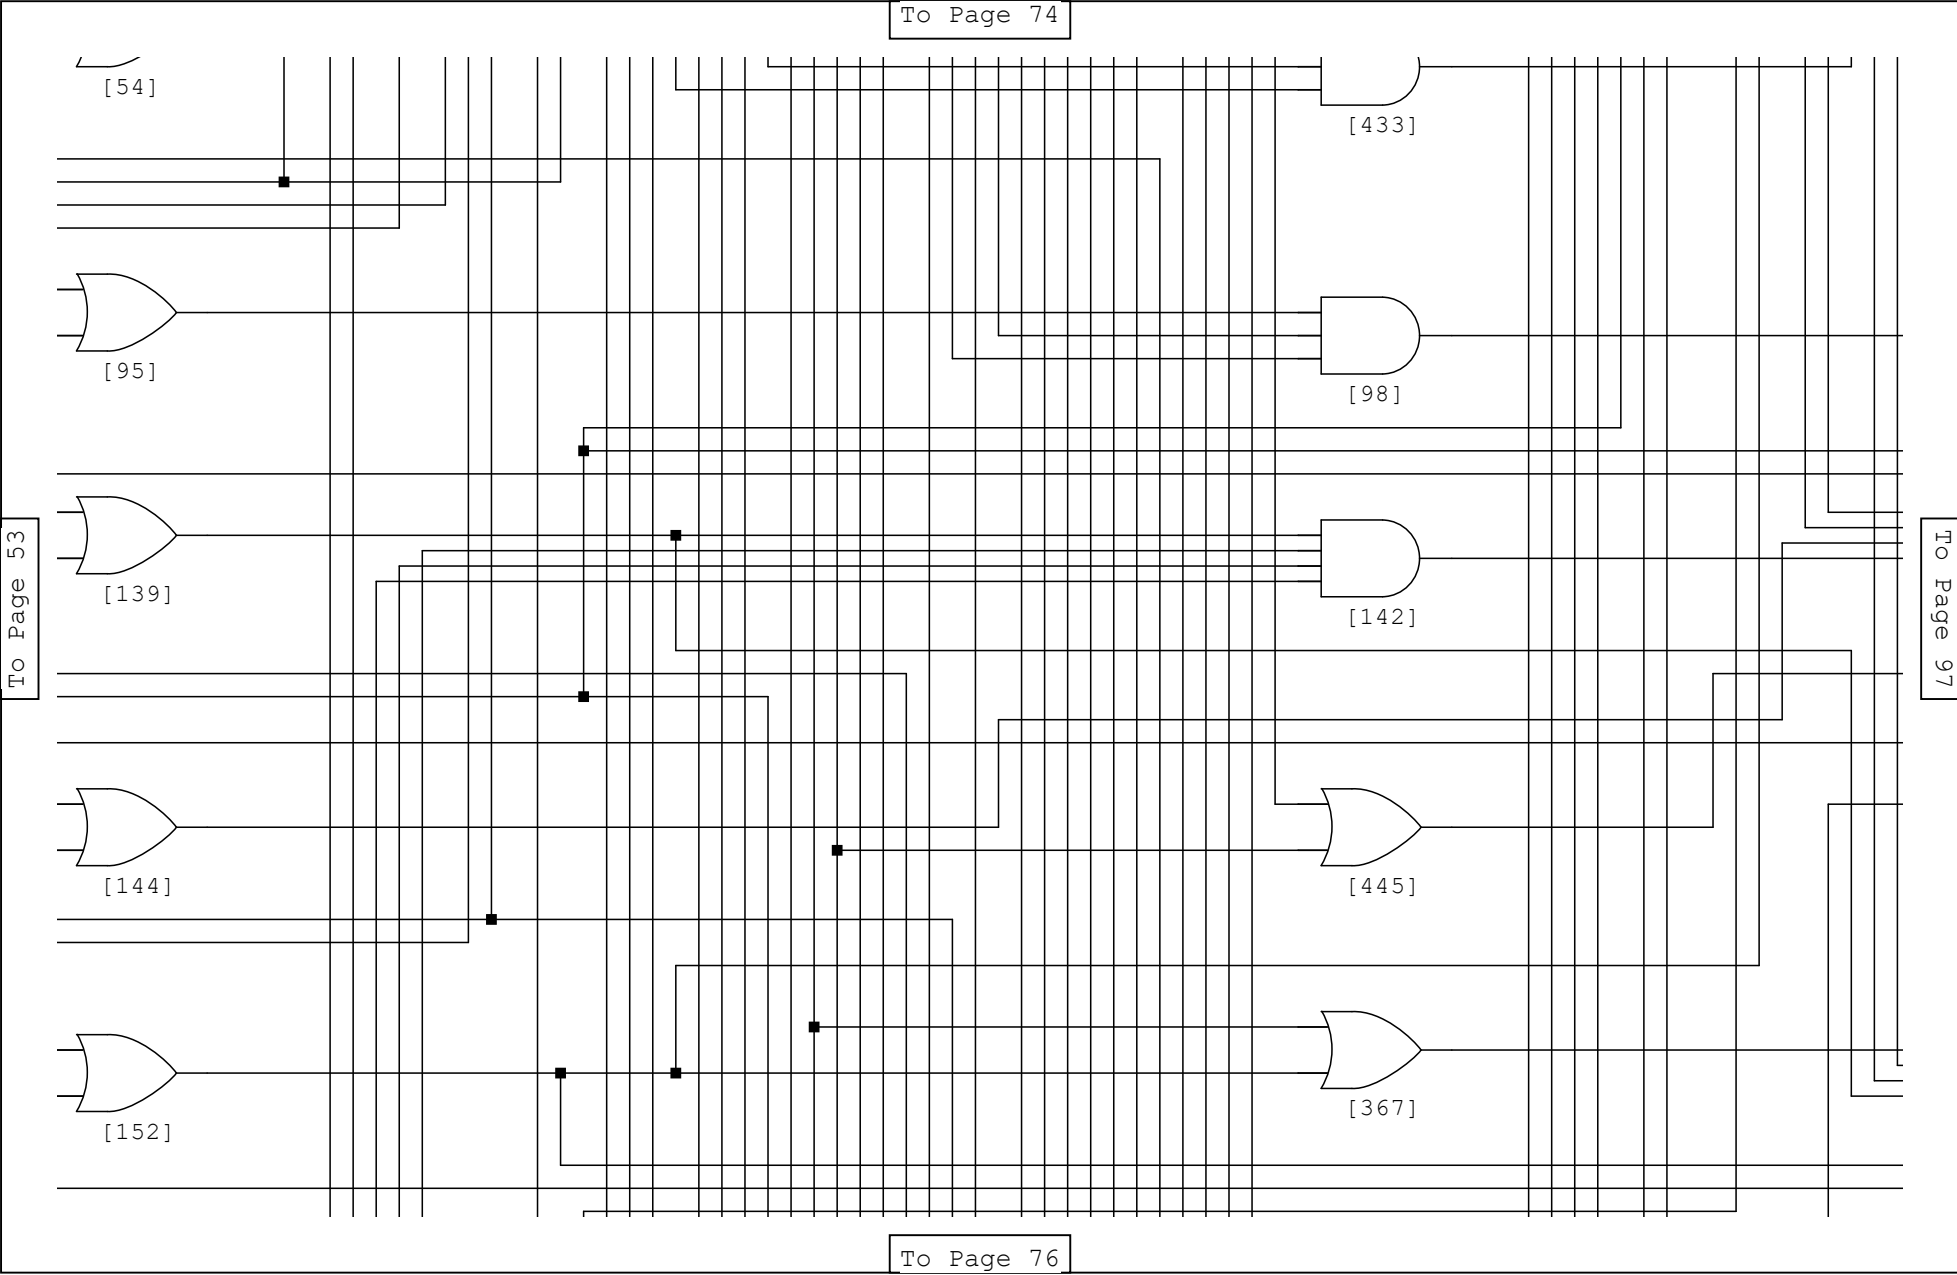 To Page 74
[54]
[433]
[95]
[98]
To Page 53
[139]
[142]
To Page 97
[144]
[445]
[152]
[367]
To Page 76